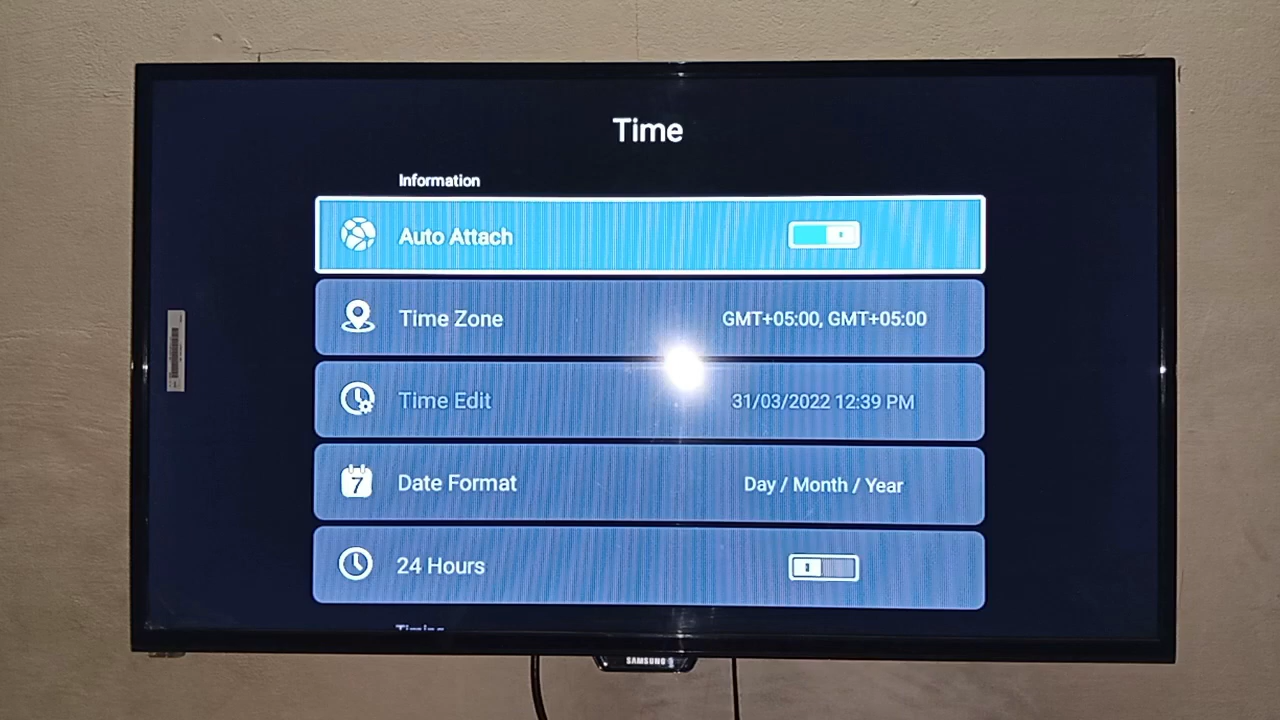 Time
Information
Auto Attach
Time Zone GMT+05:00, GMT+05:00
Time Edit 31/03/2022 12:39 PM
7 Date Format Day / Month / Year
24 Hours
Timing
SAMSUNG